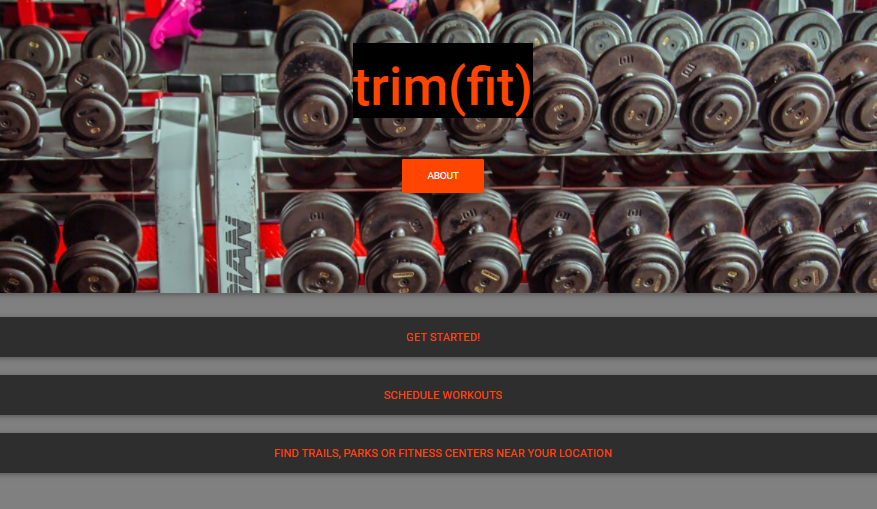 trim(fit)
ABOUT
GET STARTED!
SCHEDULE WORKOUTS
FIND TRAILS, PARKS OR FITNESS CENTERS NEAR YOUR LOCATION